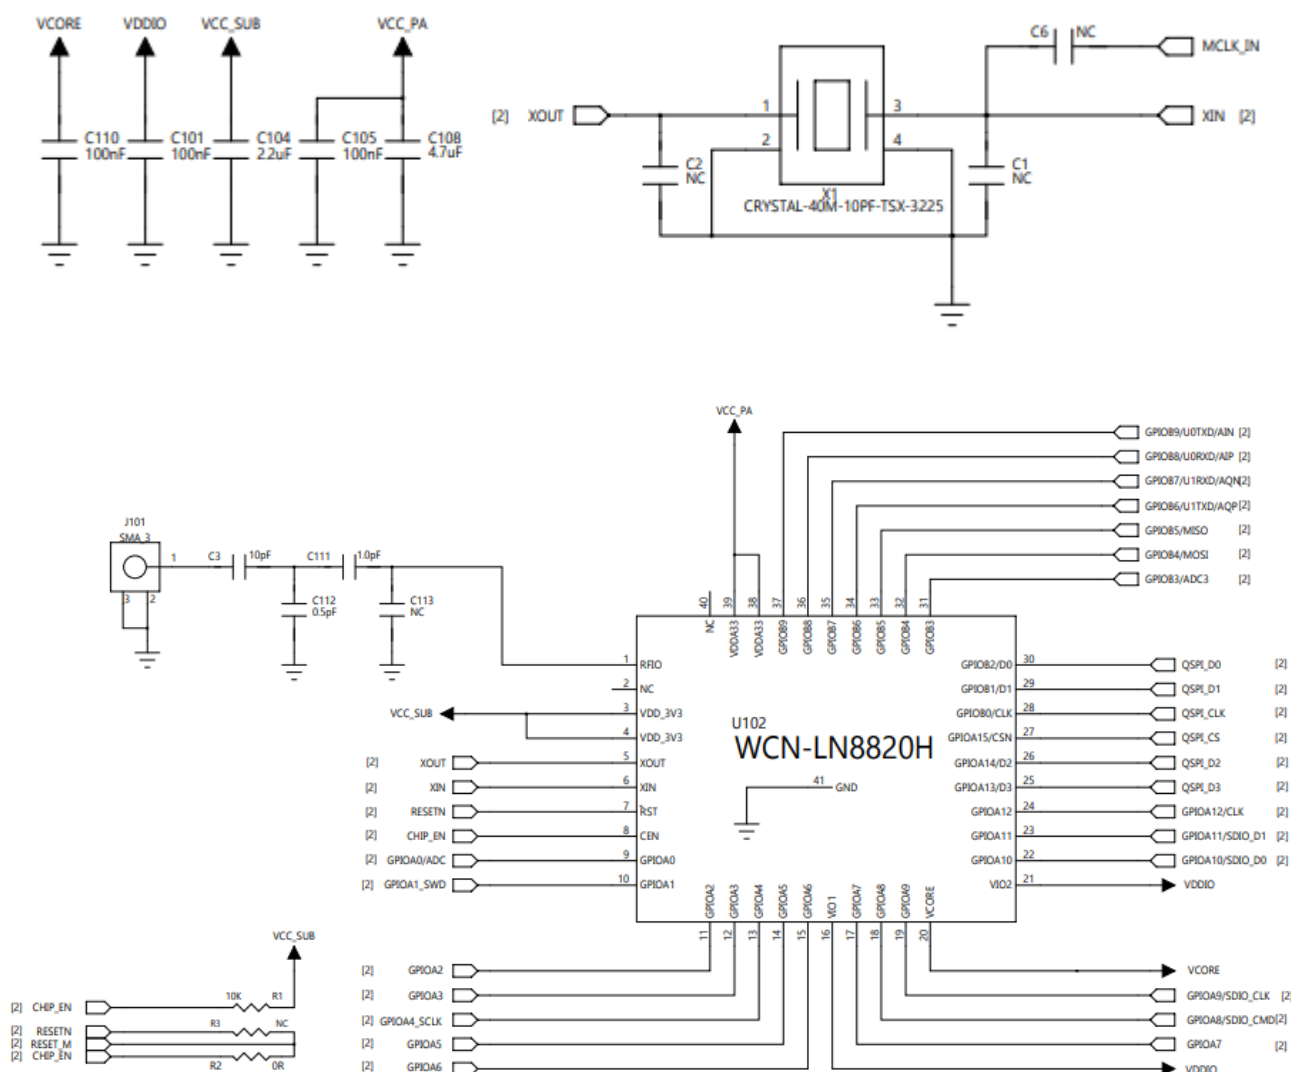 VCORE VDDIO VCC_SUB VCC_PA
C110 100nF
C101 100nF
C104 2.2uF
C105 100nF
C108 4.7uF
C6 NC MCLK_IN
[2] XOUT 1 3 XIN [2]
2 4
C2 NC
C1 NC
X1
CRYSTAL-40M-10PF-TSX-3225
VCC_PA
GPIOB9/U0TXD/AIN [2]
GPIOB8/U0RXD/AIP [2]
GPIOB7/U1RXD/AQN[2]
GPIOB6/U1TXD/AQP[2]
GPIOB5/MISO [2]
GPIOB4/MOSI [2]
GPIOB3/ADC3 [2]
J101
SMA_3
1 C3 10pF C111 1.0pF
3 2
C112 0.5pF
C113 NC
40 39 38 37 36 35 34 33 32 31
NC VDDA33 VDDA33 GPIOB9 GPIOB8 GPIOB7 GPIOB6 GPIOB5 GPIOB4 GPIOB3
1 RFIO GPIOB2/D0 30 QSPI_D0 [2]
2 NC GPIOB1/D1 29 QSPI_D1 [2]
VCC_SUB 3 VDD_3V3 GPIOB0/CLK 28 QSPI_CLK [2]
4 VDD_3V3 GPIOA15/CSN 27 QSPI_CS [2]
U102
WCN-LN8820H
[2] XOUT 5 XOUT GPIOA14/D2 26 QSPI_D2 [2]
[2] XIN 6 XIN 41 GND GPIOA13/D3 25 QSPI_D3 [2]
[2] RESETN 7 RST GPIOA12 24 GPIOA12/CLK [2]
[2] CHIP_EN 8 CEN GPIOA11 23 GPIOA11/SDIO_D1 [2]
[2] GPIOA0/ADC 9 GPIOA0 GPIOA10 22 GPIOA10/SDIO_D0 [2]
[2] GPIOA1_SWD 10 GPIOA1 VIO2 21 VDDIO
GPIOA2 GPIOA3 GPIOA4 GPIOA5 GPIOA6 VIO1 GPIOA7 GPIOA8 GPIOA9 VCORE
11 12 13 14 15 16 17 18 19 20
[2] GPIOA2 VCORE
[2] GPIOA3 GPIOA9/SDIO_CLK [2]
[2] GPIOA4_SCLK GPIOA8/SDIO_CMD[2]
[2] GPIOA5 GPIOA7 [2]
[2] GPIOA6 VDDIO
VCC_SUB
[2] CHIP_EN 10K R1
[2] RESETN R3 NC
[2] RESET_M
[2] CHIP_EN R2 0R